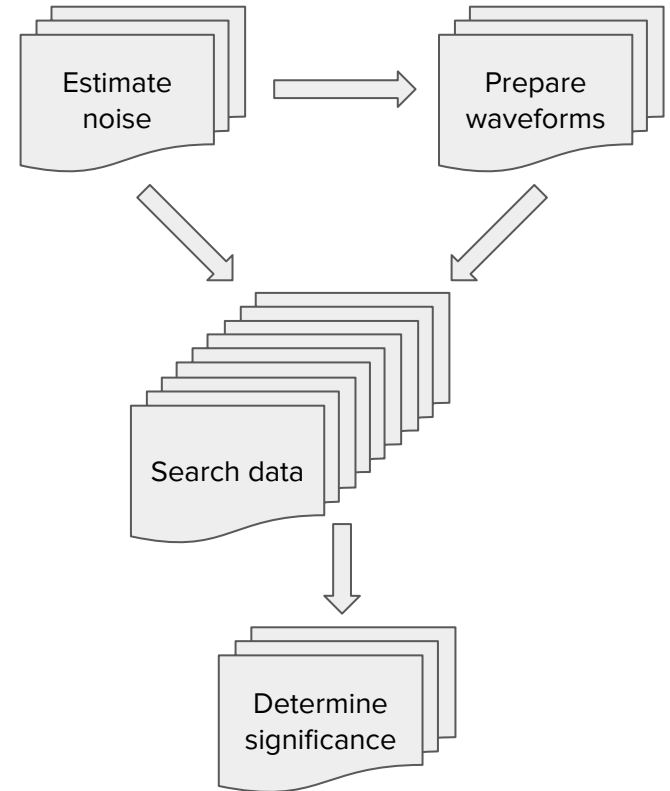 Estimate
noise
Prepare
waveforms
Search data
Determine
significance